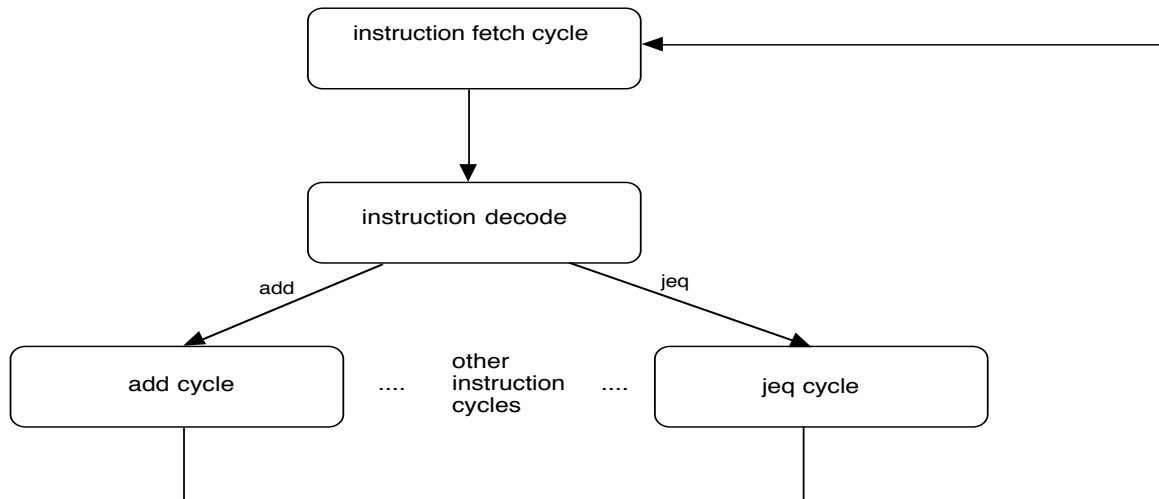 instruction fetch cycle
instruction decode
add
jeq
add cycle
....
other
instruction
cycles
....
jeq cycle